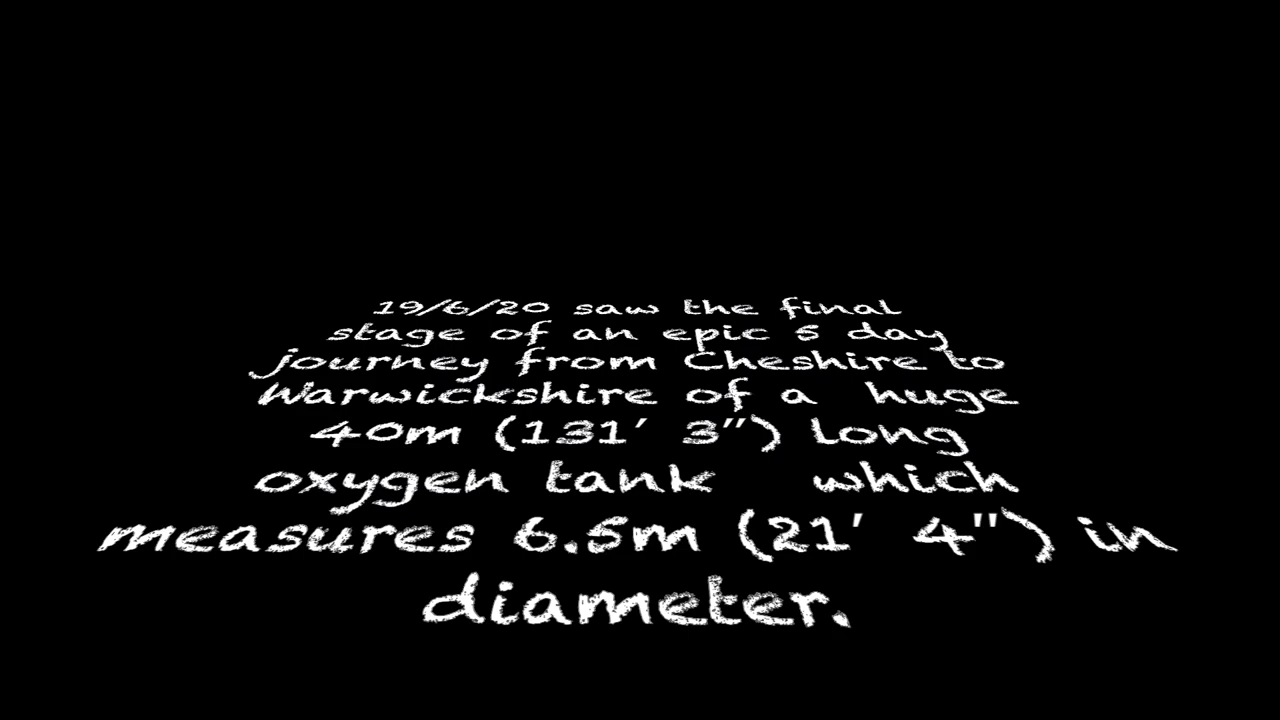 19/6/20 saw the final
stage of an epic 5 day
journey from Cheshire to
Warwickshire of a huge
40m (131' 3") long
oxygen tank which
measures 6.5m (21' 4") in
diameter.